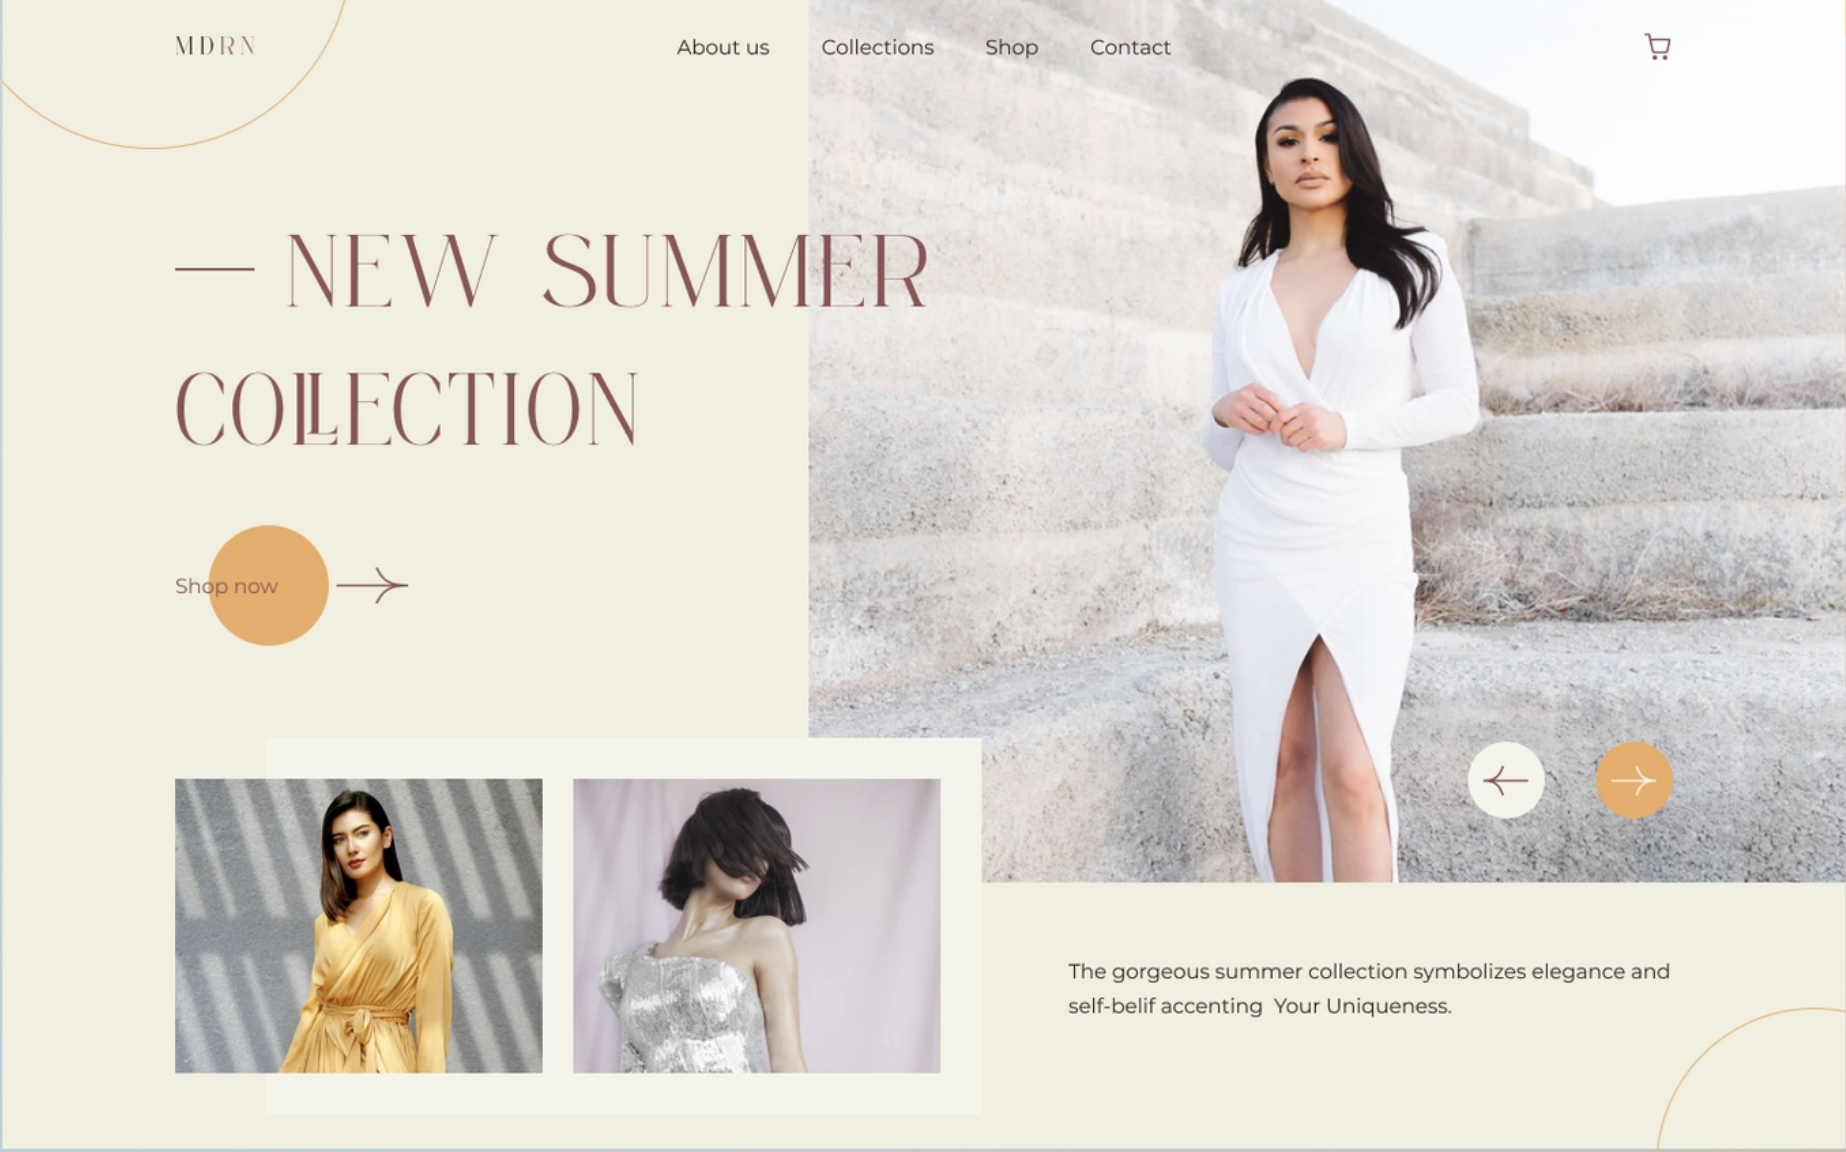 MDRN
About us
Collections
Shop
Contact
— NEW SUMMER
COLLECTION
Shop now
The gorgeous summer collection symbolizes elegance and
self-belif accenting  Your Uniqueness.